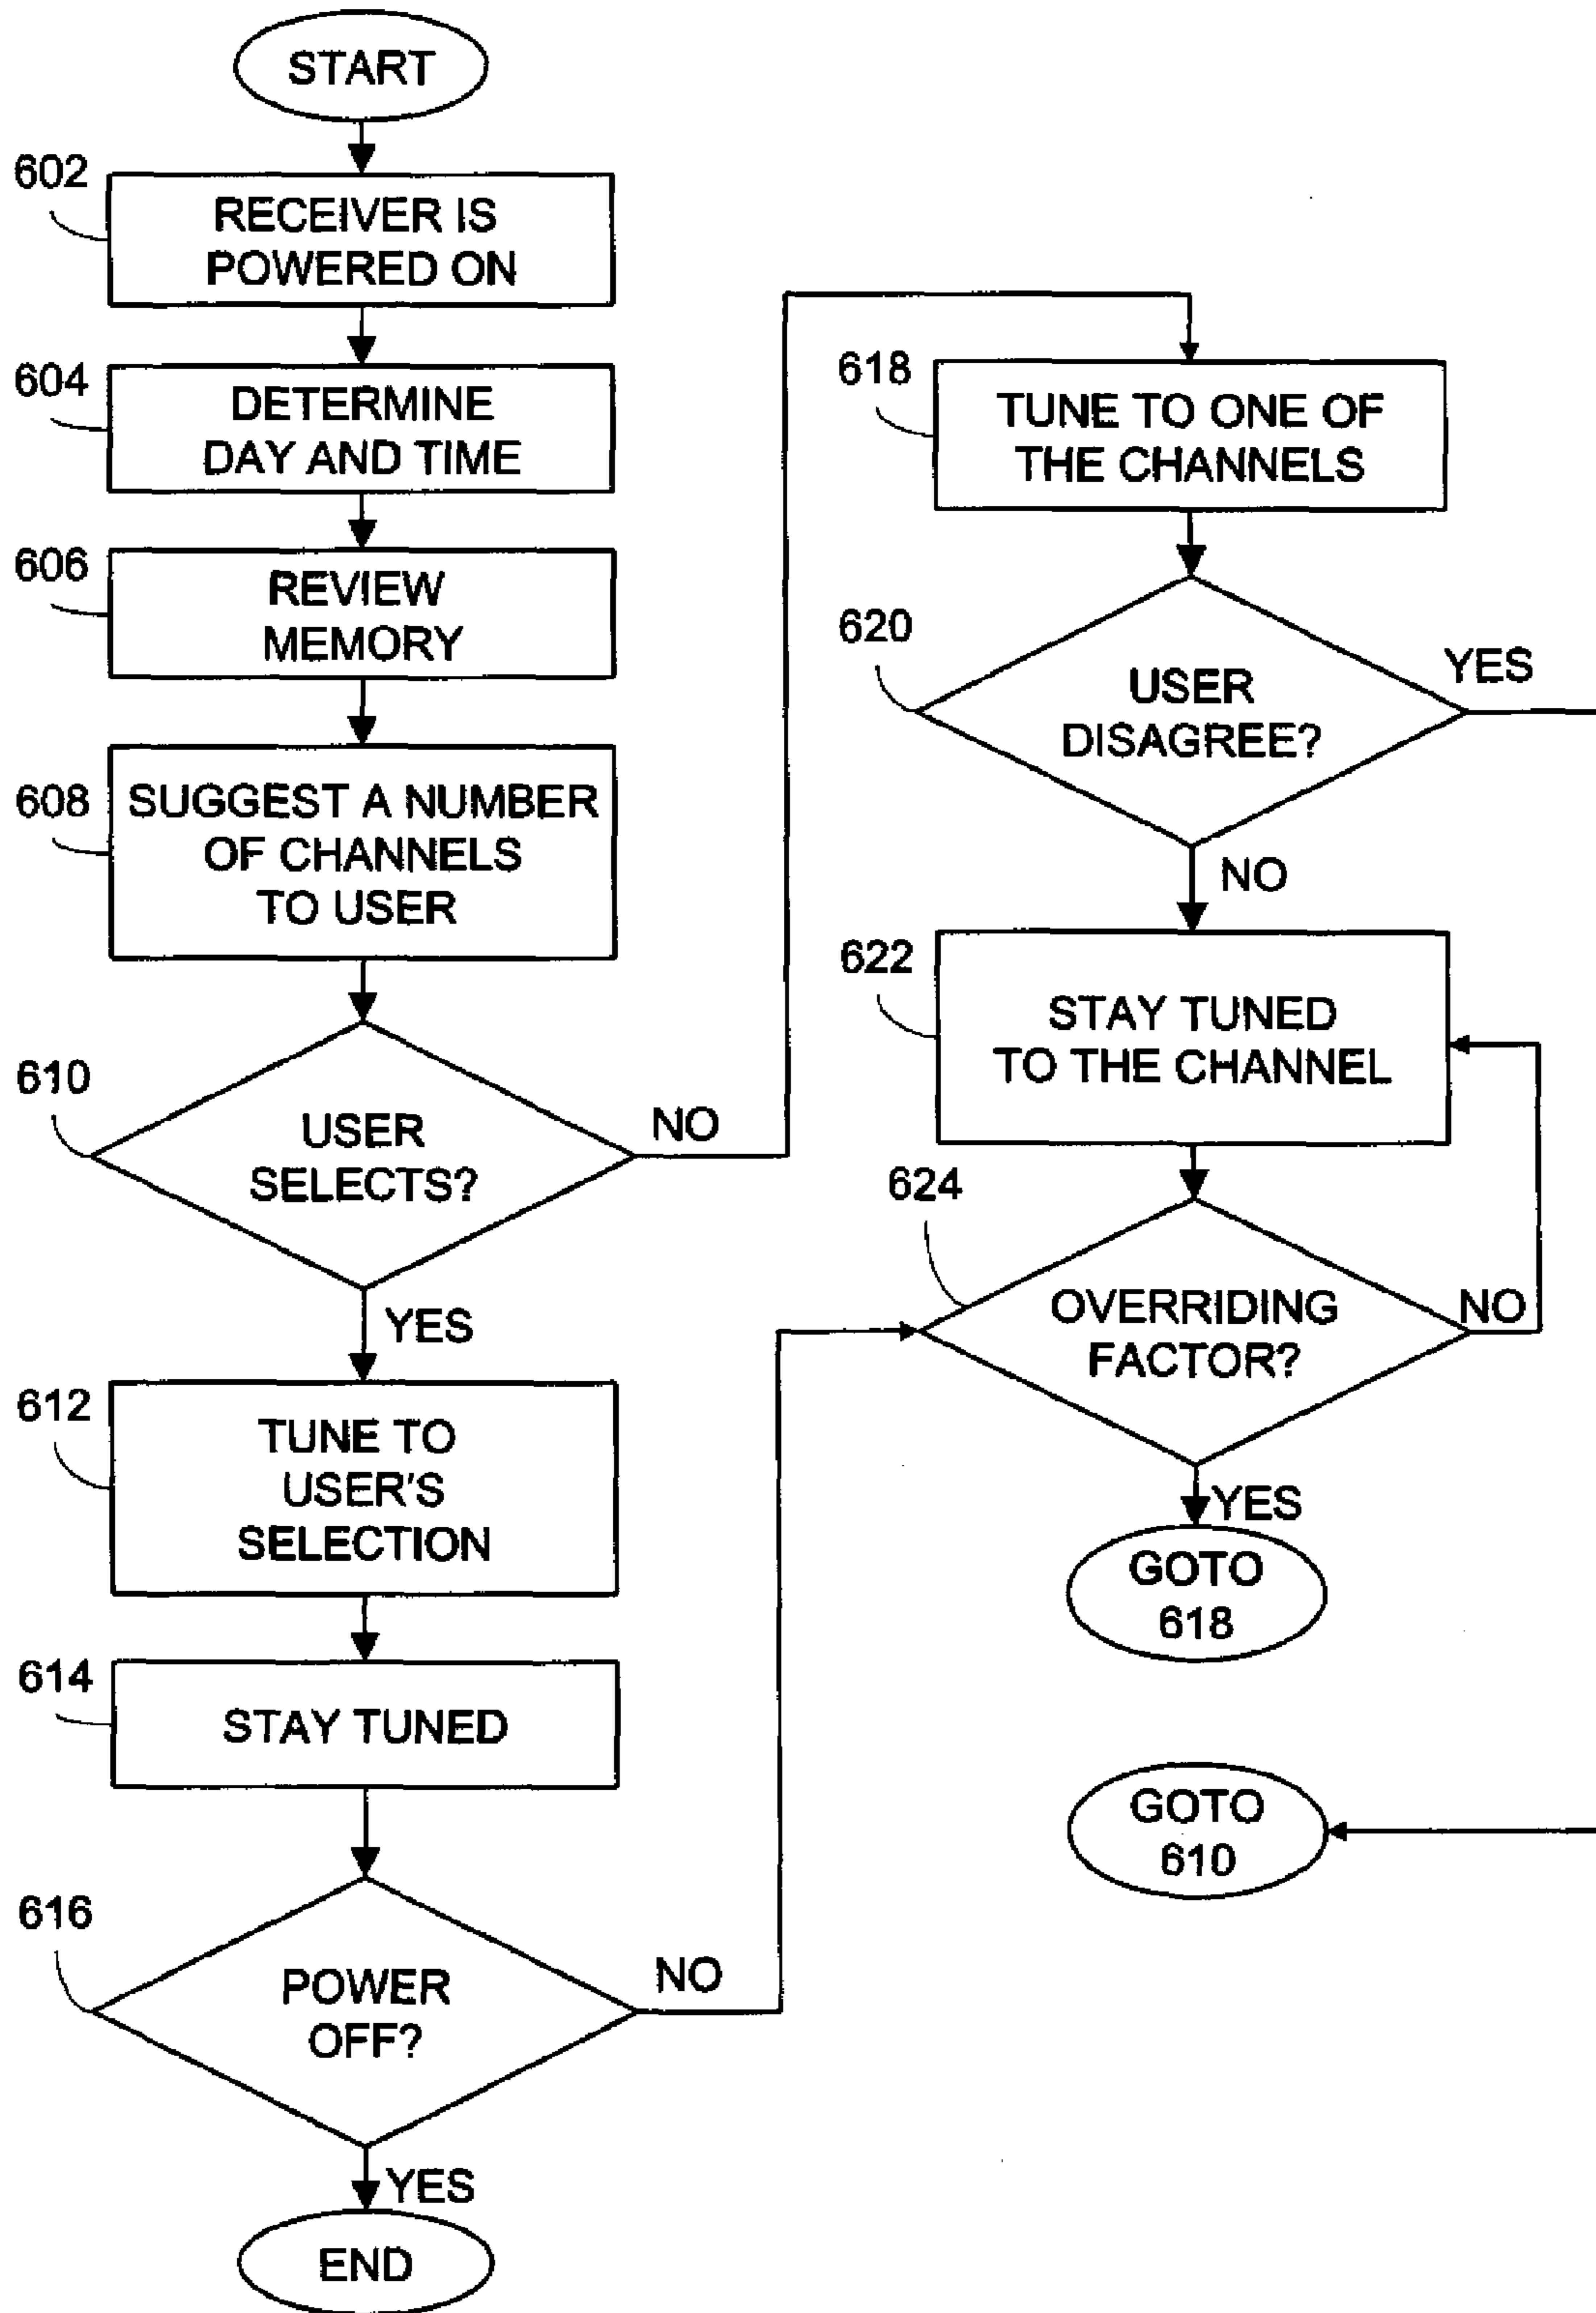 START
602
RECEIVER IS
POWERED ON
604
DETERMINE
DAY AND TIME
606
REVIEW
MEMORY
608
SUGGEST A NUMBER
OF CHANNELS
TO USER
610
USER
SELECTS?
NO
YES
612
TUNE TO
USER'S
SELECTION
614
STAY TUNED
616
POWER
OFF?
NO
YES
END
618
TUNE TO ONE OF
THE CHANNELS
620
USER
DISAGREE?
YES
NO
622
STAY TUNED
TO THE CHANNEL
624
OVERRIDING
FACTOR?
NO
YES
GOTO
618
GOTO
610